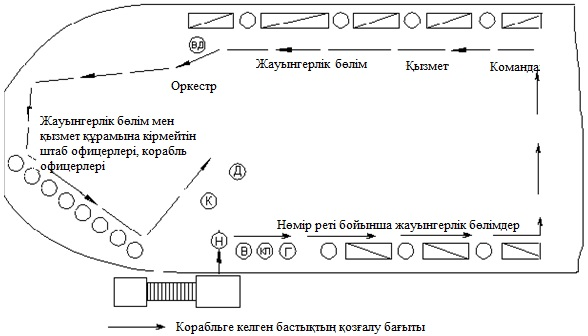 ВД
Жауынгерлік бөлім
Қызмет
Команда
Оркестр
Жауынгерлік бөлім мен
қызмет құрамына кірмейтін
штаб офицерлері, корабль
офицерлері
Д
К
Н
Нөмір реті бойынша жауынгерлік бөлімдер
В
КП
Г
Корабльге келген бастықтың қозғалу бағыты